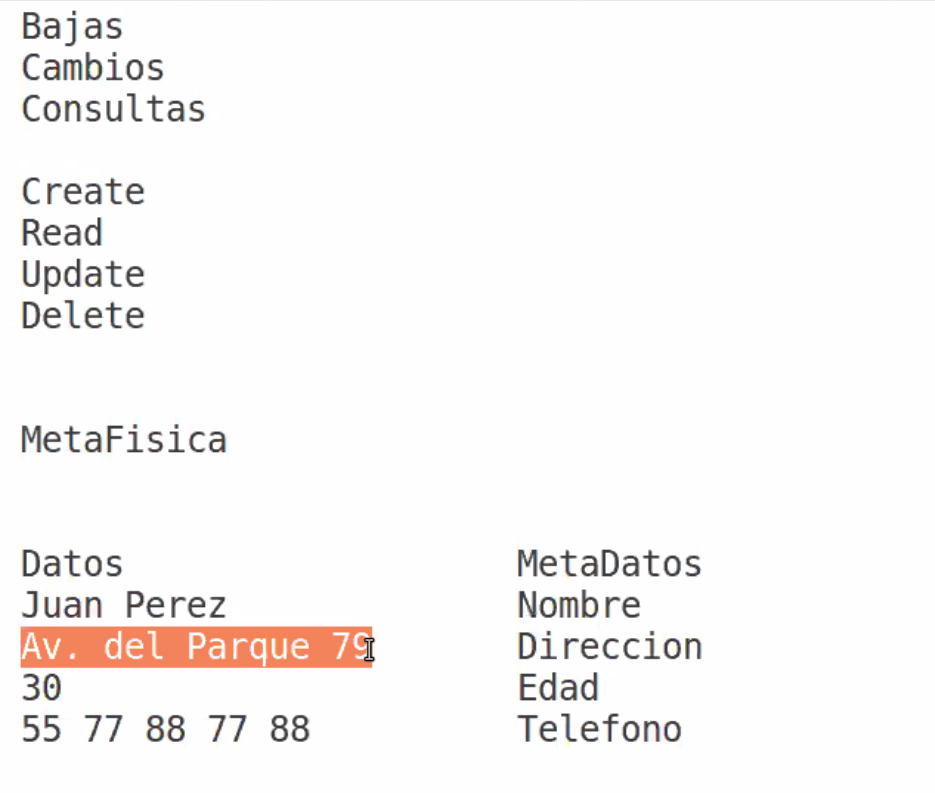 Bajas
Cambios
Consultas
Create
Read
Update
Delete
MetaFisica
Datos MetaDatos
Juan Perez Nombre
Av. del Parque 79 Direccion
30 Edad
55 77 88 77 88 Telefono